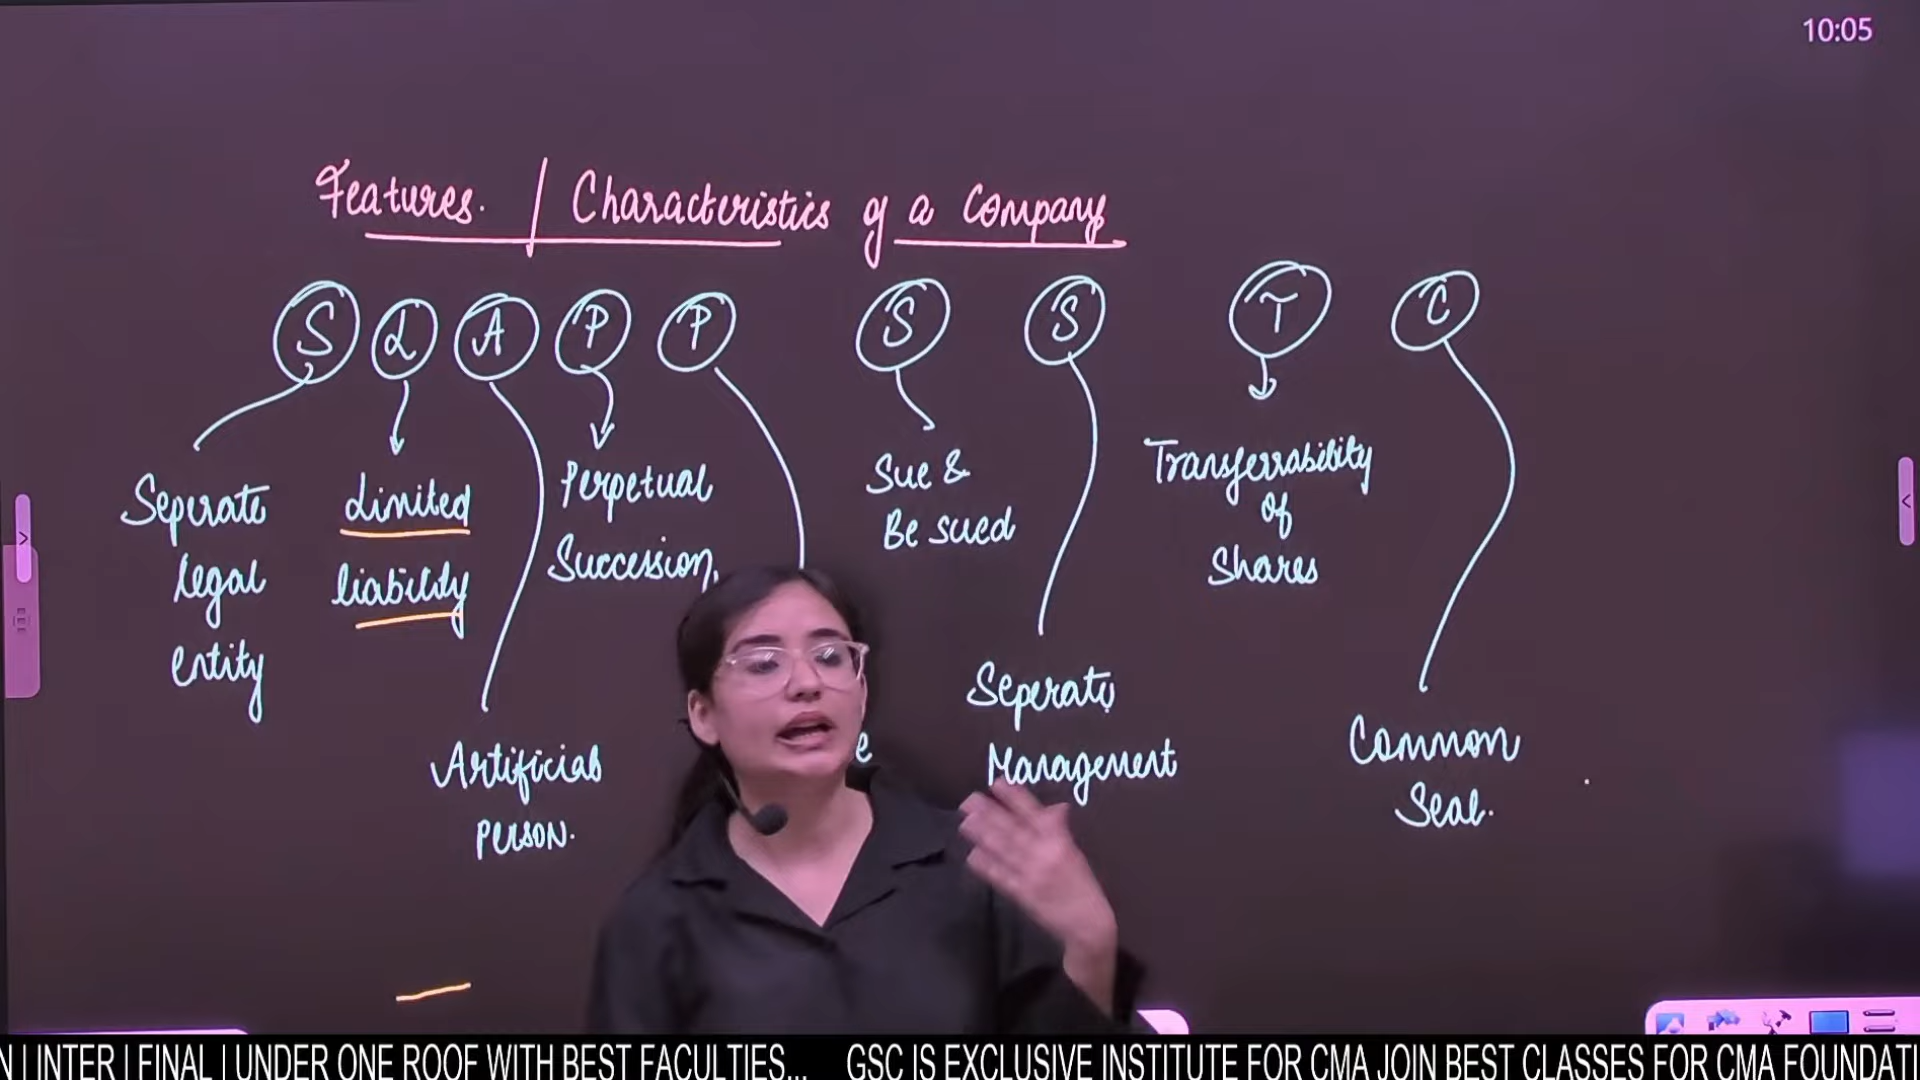 10:05
Features. / Characteristics of a Company
S L A P P S S T C
Seperate
legal
entity
Limited
liability
Artificial
person.
Perpetual
Succession
Sue &
Be sued
Seperate
Management
Transferrability
of
Shares
Common
Seal.
INTER | FINAL | UNDER ONE ROOF WITH BEST FACULTIES... GSC IS EXCLUSIVE INSTITUTE FOR CMA JOIN BEST CLASSES FOR CMA FOUNDATI